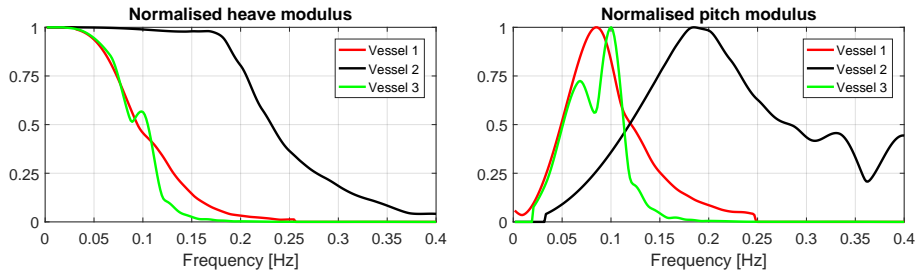 Normalised heave modulus
1
0.75
0.5
0.25
0
0 0.05 0.1 0.15 0.2 0.25 0.3 0.35 0.4
Frequency [Hz]
Vessel 1
Vessel 2
Vessel 3
Normalised pitch modulus
1
0.75
0.5
0.25
0
0 0.05 0.1 0.15 0.2 0.25 0.3 0.35 0.4
Frequency [Hz]
Vessel 1
Vessel 2
Vessel 3